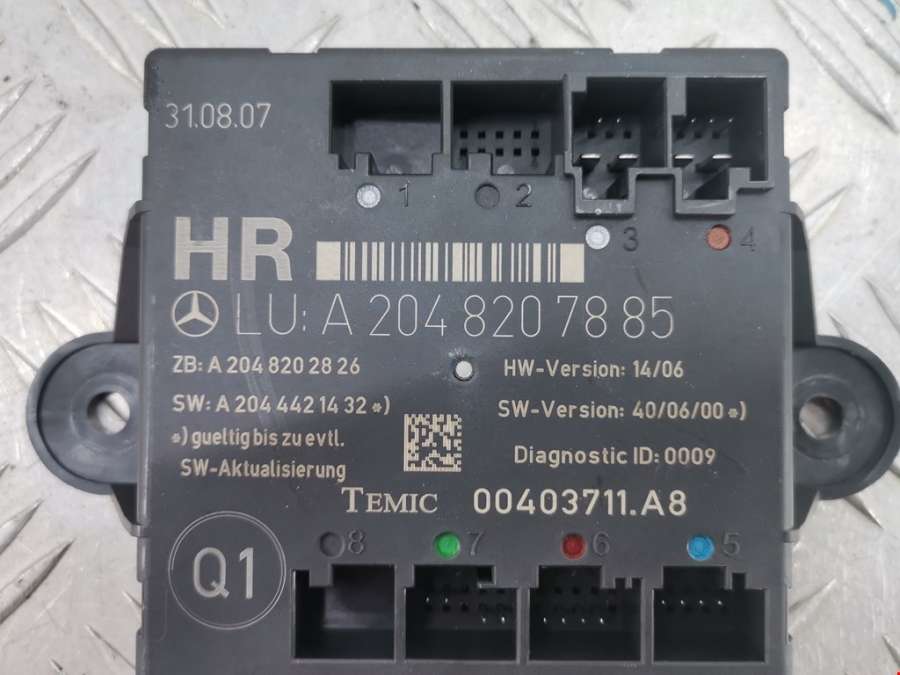 31.08.07
1 2
3 4
HR
LU: A 204 820 78 85
ZB: A 204 820 28 26
HW-Version: 14/06
SW: A 204 442 14 32 *)
SW-Version: 40/06/00 *)
*) gueltig bis zu evtl.
SW-Aktualisierung
Diagnostic ID: 0009
TEMIC 00403711.A8
8 7 6 5
Q1